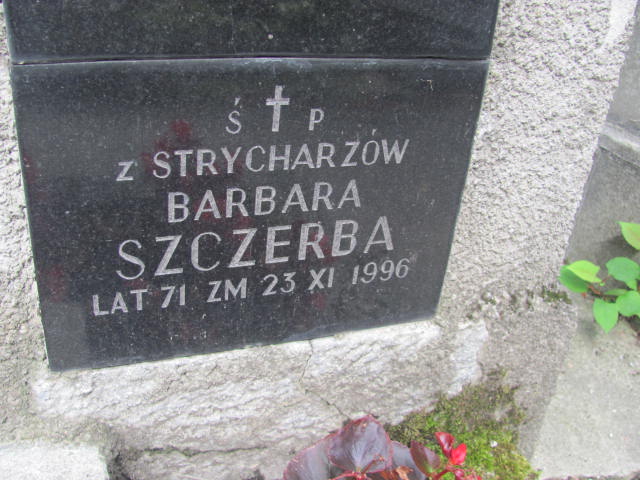 Ś P
z STRYCHARZÓW
BARBARA
SZCZERBA
LAT 71 ZM 23 XI 1996